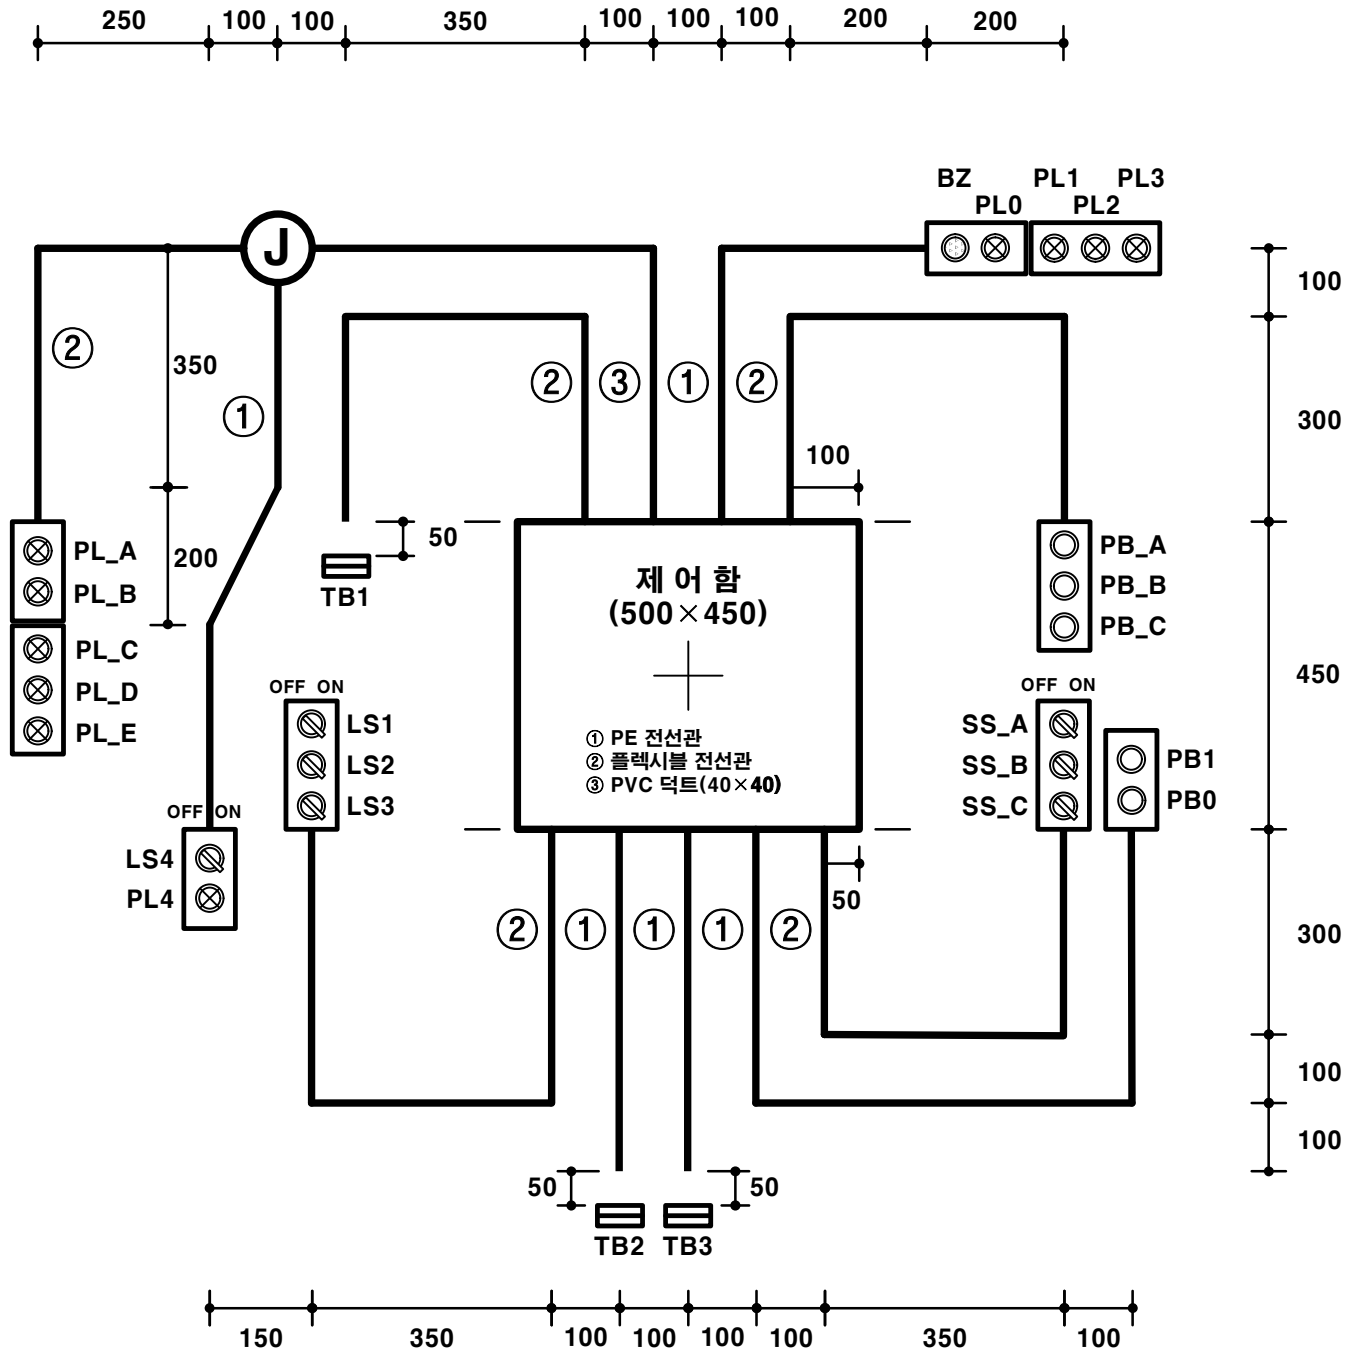 250 100 100 350 100 100 100 200 200
BZ PL1 PL3
PL0 PL2
J
100
② 350 ② ③ ① ② 
① 300
100
200 50
PL_A
PL_B
TB1
제 어 함
(500×450)
PB_A
PB_B
PB_C
PL_C
PL_D
PL_E
OFF ON
LS1
LS2
LS3
① PE 전선관
② 플렉시블 전선관
③ PVC 덕트(40×40)
OFF ON
SS_A
SS_B
SS_C
PB1
PB0
450
OFF ON
LS4
PL4
50
② ① ① ① ②
300
100
100
50 50
TB2 TB3
150 350 100 100 100 100 350 100